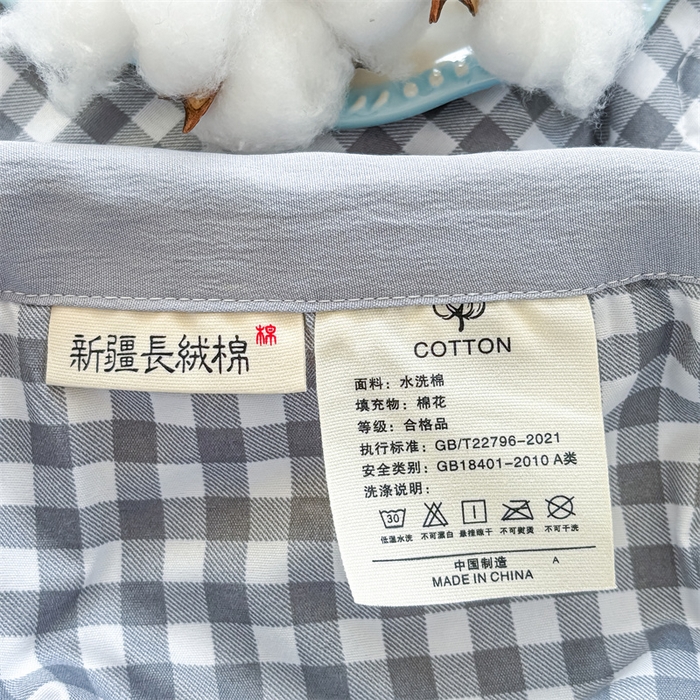 新疆長絨棉
棉
COTTON
面料：水洗棉
填充物：棉花
等级：合格品
执行标准：GB/T22796-2021
安全类别：GB18401-2010 A类
洗涤说明：
30
低温水洗 不可漂白 悬挂晾干 不可熨烫 不可干洗
中国制造 A
MADE IN CHINA